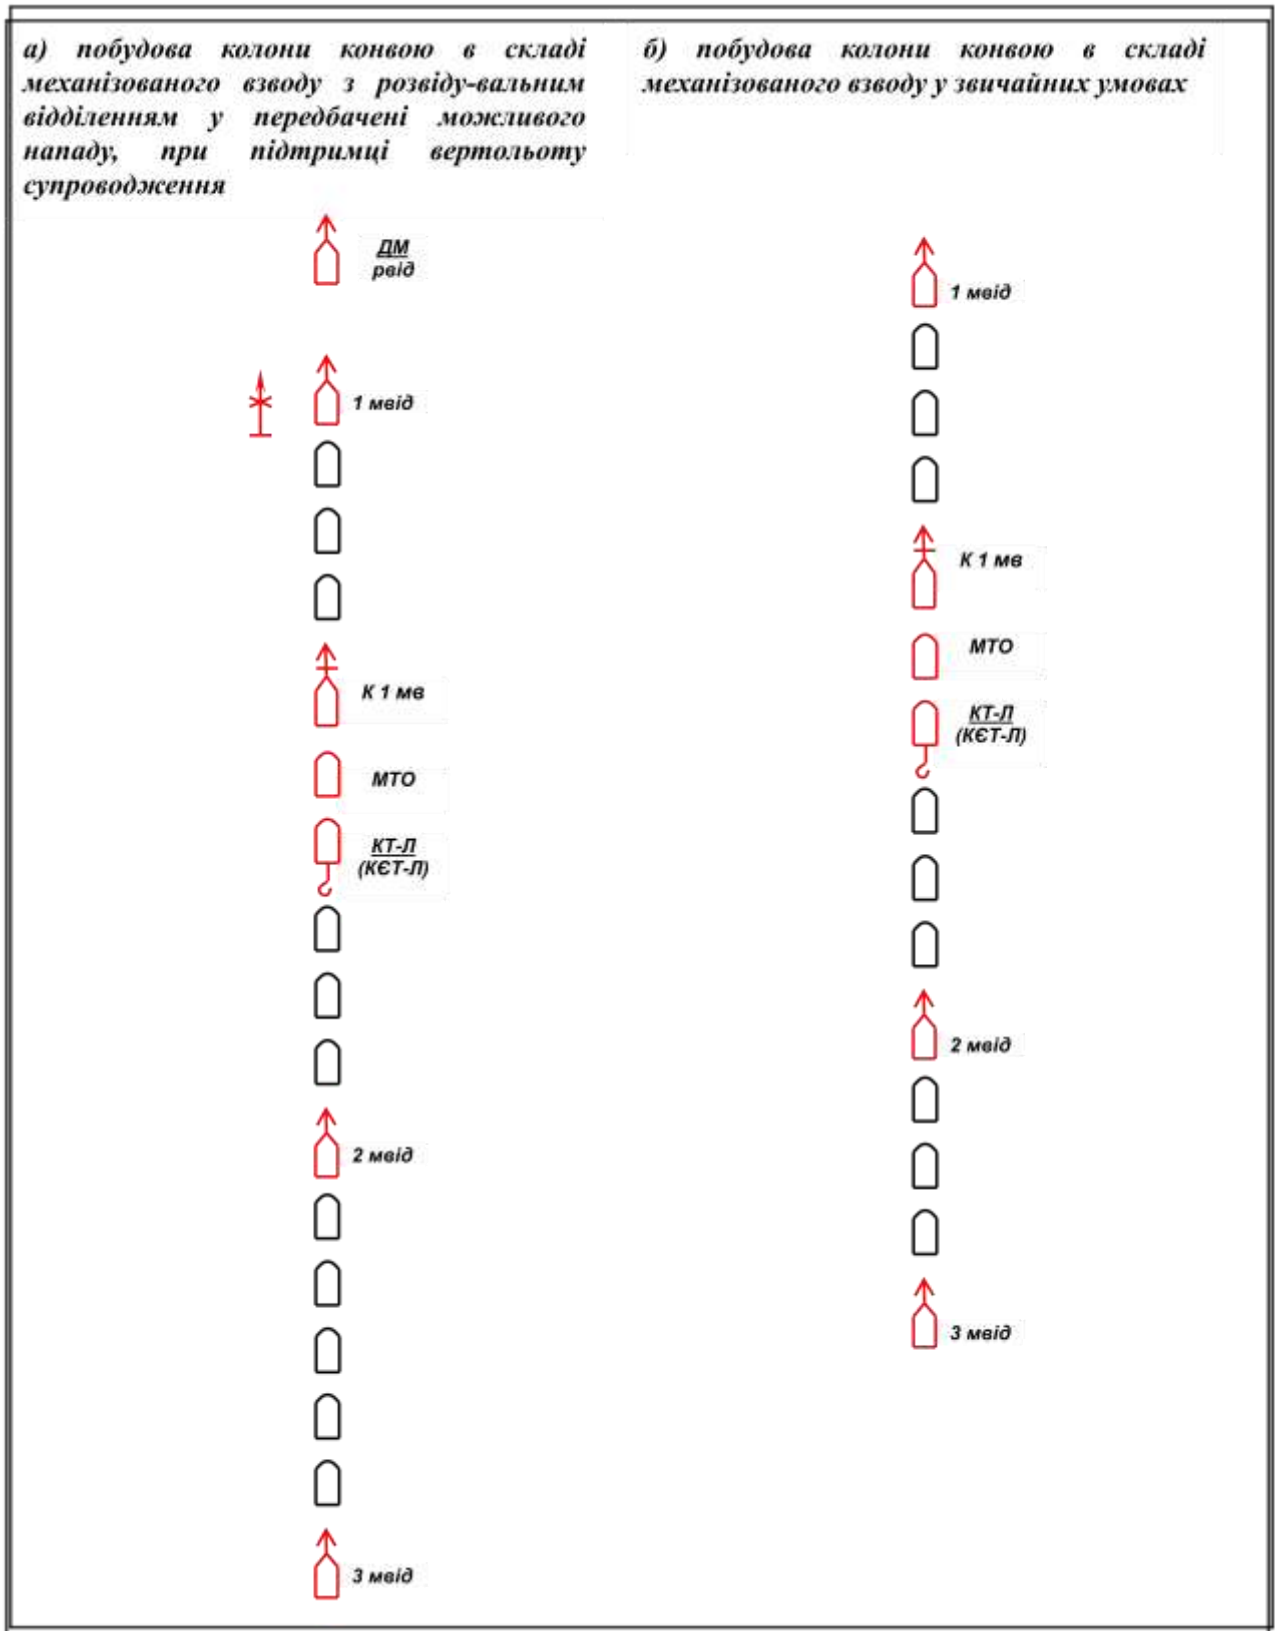 а) побудова колони конвою в складі
механізованого взводу з розвіду-вальним
відділенням у передбачені можливого
нападу, при підтримці вертольоту
супроводження
ДМ
рвід
1 мвід
К 1 мв
МТО
КТ-Л
(КЄТ-Л)
2 мвід
3 мвід
б) побудова колони конвою в складі
механізованого взводу у звичайних умовах
1 мвід
К 1 мв
МТО
КТ-Л
(КЄТ-Л)
2 мвід
3 мвід